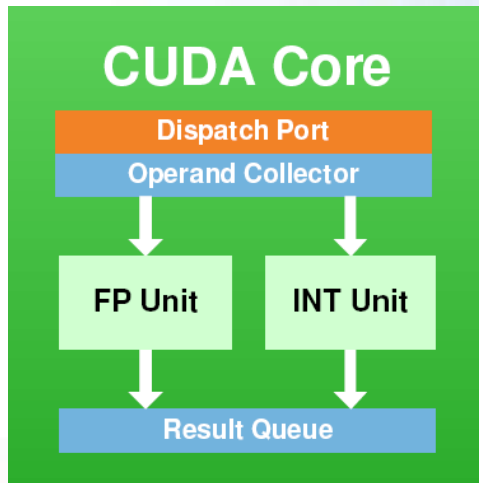 CUDA Core
Dispatch Port
Operand Collector
FP Unit
INT Unit
Result Queue